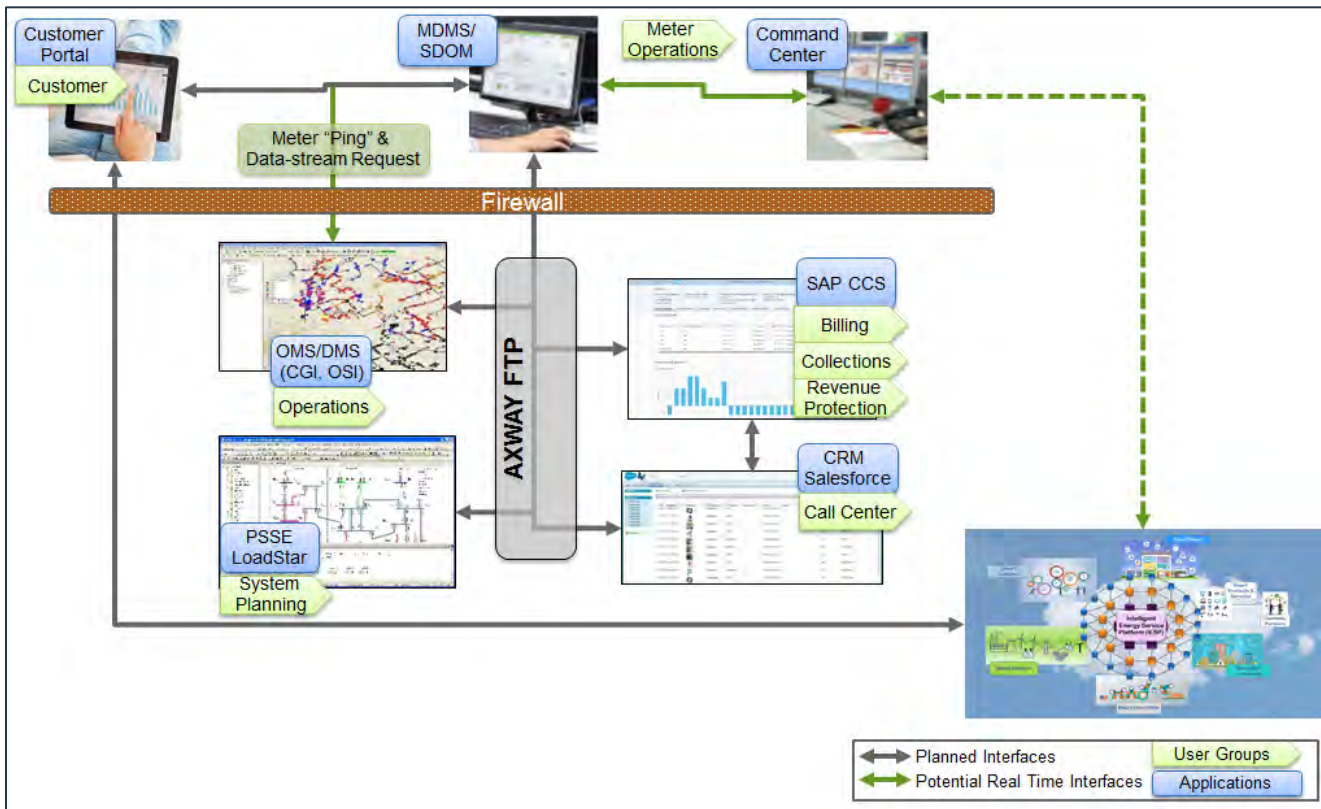 Customer
Portal
Customer
MDMS/
SDOM
Meter
Operations
Command
Center
Meter "Ping" &
Data-stream Request
Firewall
AXWAY FTP
OMS/DMS
(CGI, OSI)
Operations
SAP CCS
Billing
Collections
Revenue
Protection
PSSE
LoadStar
System
Planning
CRM
Salesforce
Call Center
Intelligent
Energy Service
Platform (IESP)
Planned Interfaces
User Groups
Potential Real Time Interfaces
Applications